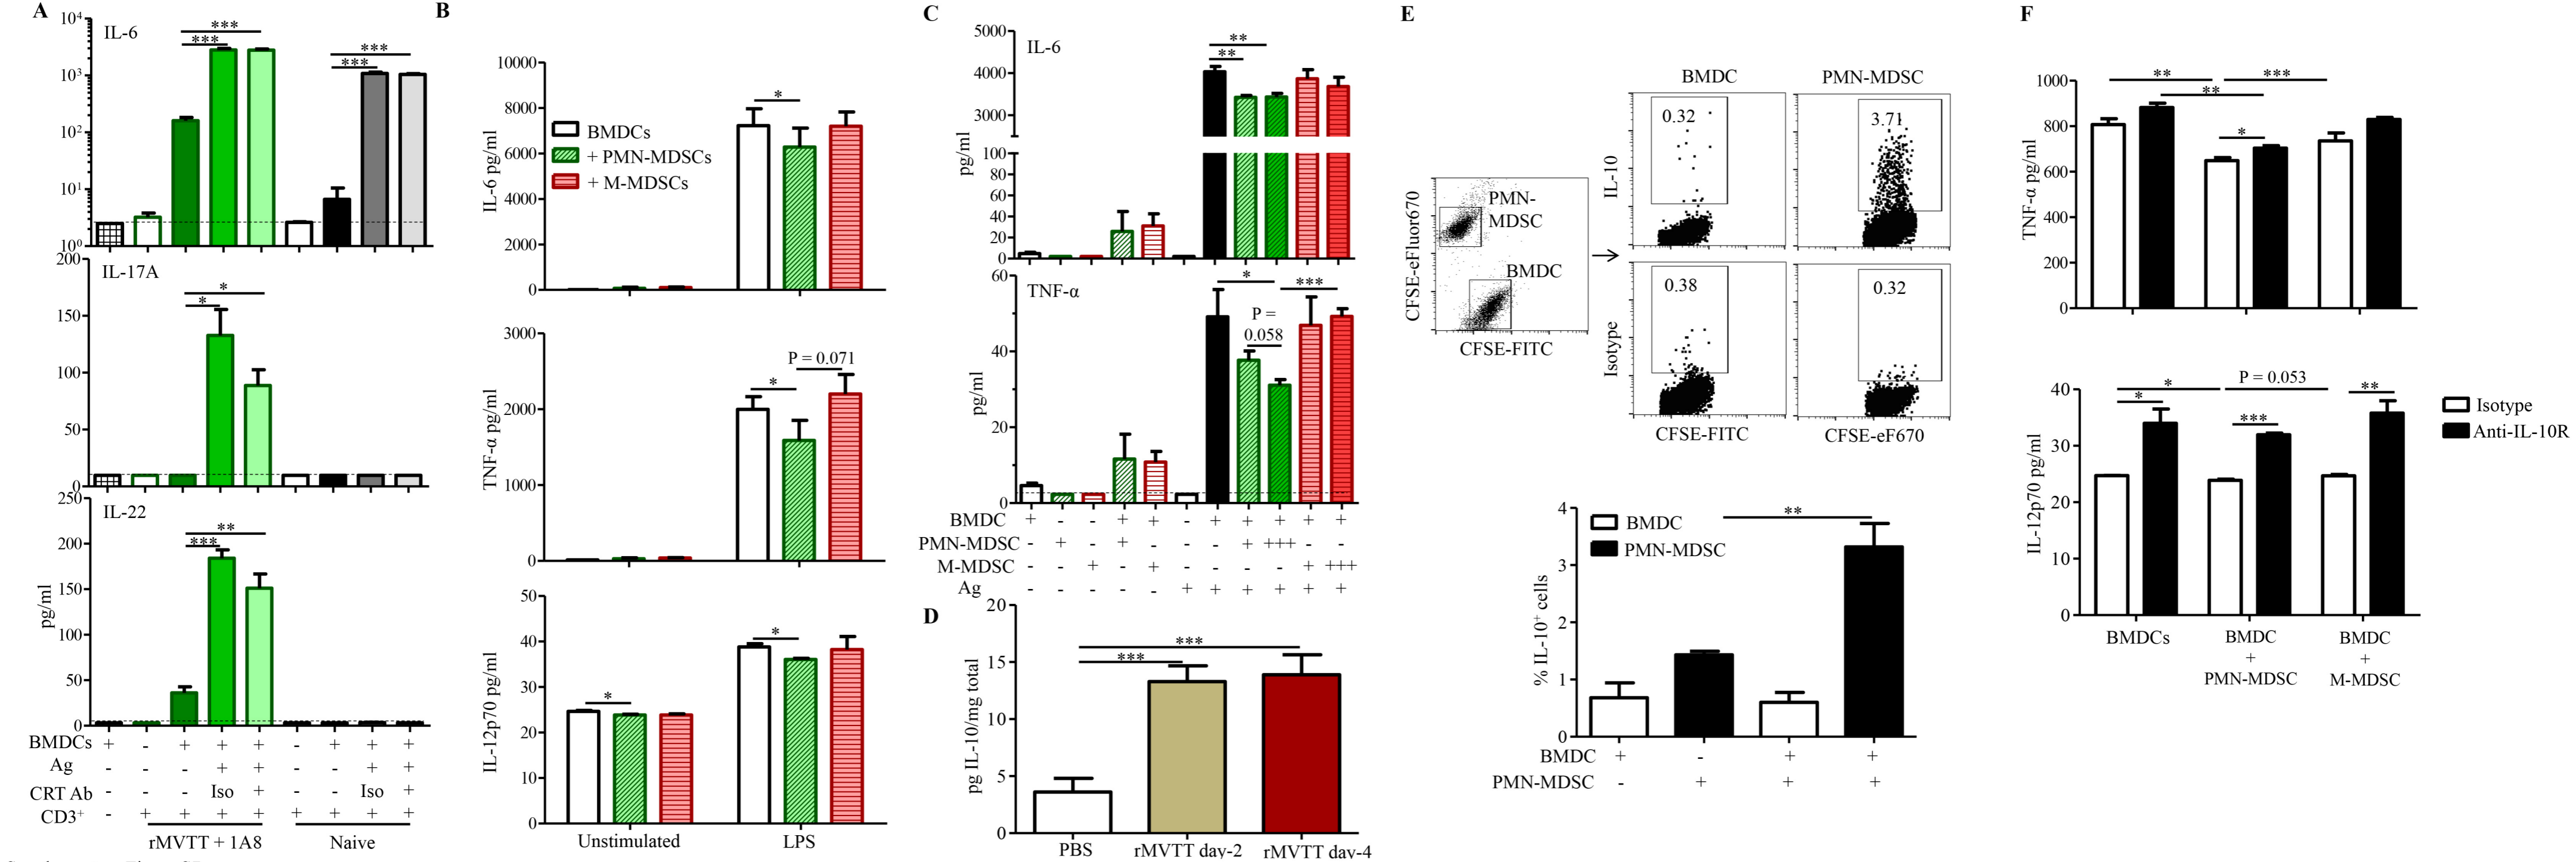 A
IL-6
10⁴
10³
10²
10¹
10⁰
***
***
***
***
IL-17A
200
150
100
50
0
*
*
IL-22
250
200
150
100
50
0
pg/ml
**
***
BMDCs + - + + + - + + +
Ag - - - + + - - + +
CRT Ab - - - Iso + - - Iso +
CD3⁺ - + + + + + + + +
rMVTT + 1A8 Naive
B
IL-6 pg/ml
10000
8000
6000
4000
2000
0
BMDCs
+ PMN-MDSCs
+ M-MDSCs
*
TNF-α pg/ml
3000
2000
1000
0
P = 0.071
*
IL-12p70 pg/ml
50
40
30
20
10
0
*
*
Unstimulated LPS
C
IL-6
pg/ml
5000
4000
3000
100
80
60
40
20
0
**
**
TNF-α
pg/ml
60
40
20
0
*
***
P =
0.058
BMDC + - - + + - + + + + +
PMN-MDSC - + - + - - - + +++ - -
M-MDSC - - + - + - - - - + +++
Ag - - - - - + + + + + +
D
pg IL-10/mg total
20
15
10
5
0
***
***
PBS rMVTT day-2 rMVTT day-4
E
BMDC PMN-MDSC
CFSE-eFluor670
PMN-
MDSC
BMDC
CFSE-FITC
IL-10
0.32
3.71
Isotype
0.38
0.32
CFSE-FITC CFSE-eF670
% IL-10⁺ cells
4
3
2
1
0
BMDC
PMN-MDSC
**
BMDC + - + +
PMN-MDSC - + + +
F
TNF-α pg/ml
1000
800
600
400
200
0
** ***
**
*
IL-12p70 pg/ml
40
30
20
10
0
* P = 0.053 **
* ***
BMDCs BMDC BMDC
+ +
PMN-MDSC M-MDSC
Isotype
Anti-IL-10R